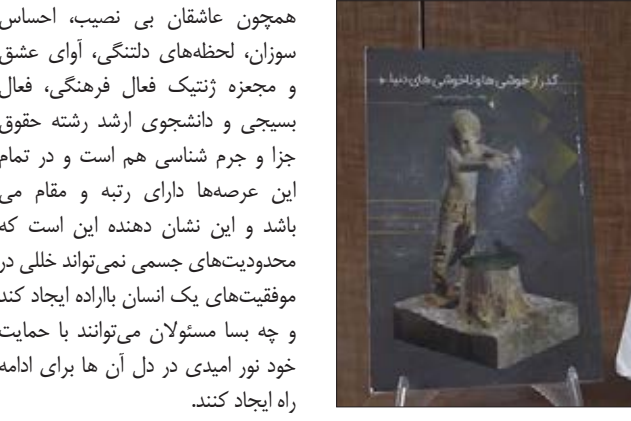 همچون عاشقان بی نصیب، احساس
سوزان، لحظه‌های دلتنگی، آوای عشق
و مجعزه ژنتیک فعال فرهنگی، فعال
بسیجی و دانشجوی ارشد رشته حقوق
جزا و جرم شناسی هم است و در تمام
این عرصه‌ها دارای رتبه و مقام می
باشد و این نشان دهنده این است که
محدودیت‌های جسمی نمی‌تواند خللی در
موفقیت‌های یک انسان بااراده ایجاد کند
و چه بسا مسئولان می‌توانند با حمایت
خود نور امیدی در دل آن ها برای ادامه
راه ایجاد کنند.
گذر از خوشی ها و ناخوشی های دنیا